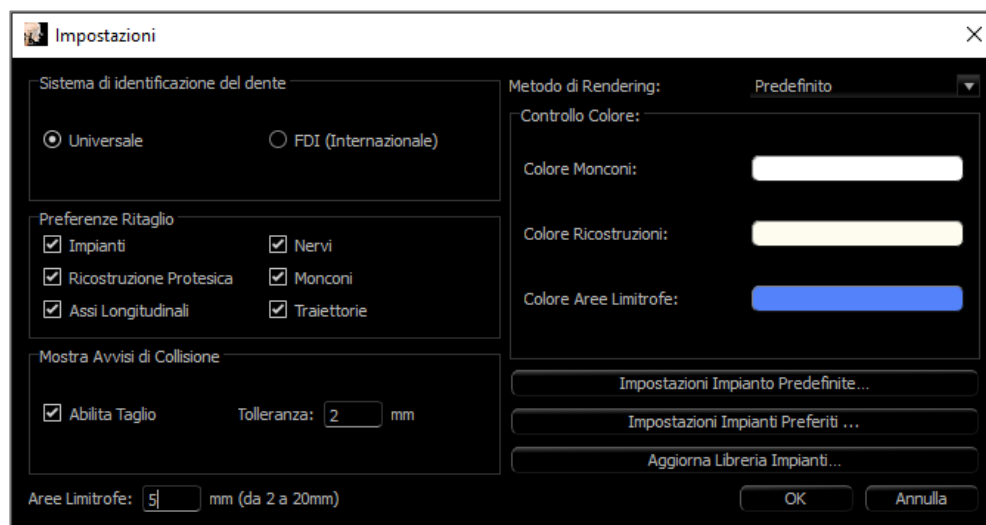 Impostazioni
Sistema di identificazione del dente
Universale
FDI (Internazionale)
Preferenze Ritaglio
Impianti
Nervi
Ricostruzione Protesica
Monconi
Assi Longitudinali
Traiettorie
Mostra Avvisi di Collisione
Abilita Taglio
Tolleranza: 2 mm
Aree Limitrofe: 5 mm (da 2 a 20mm)
Metodo di Rendering: Predefinito
Controllo Colore:
Colore Monconi:
Colore Ricostruzioni:
Colore Aree Limitrofe:
Impostazioni Impianto Predefinite...
Impostazioni Impianti Preferiti ...
Aggiorna Libreria Impianti...
OK
Annulla